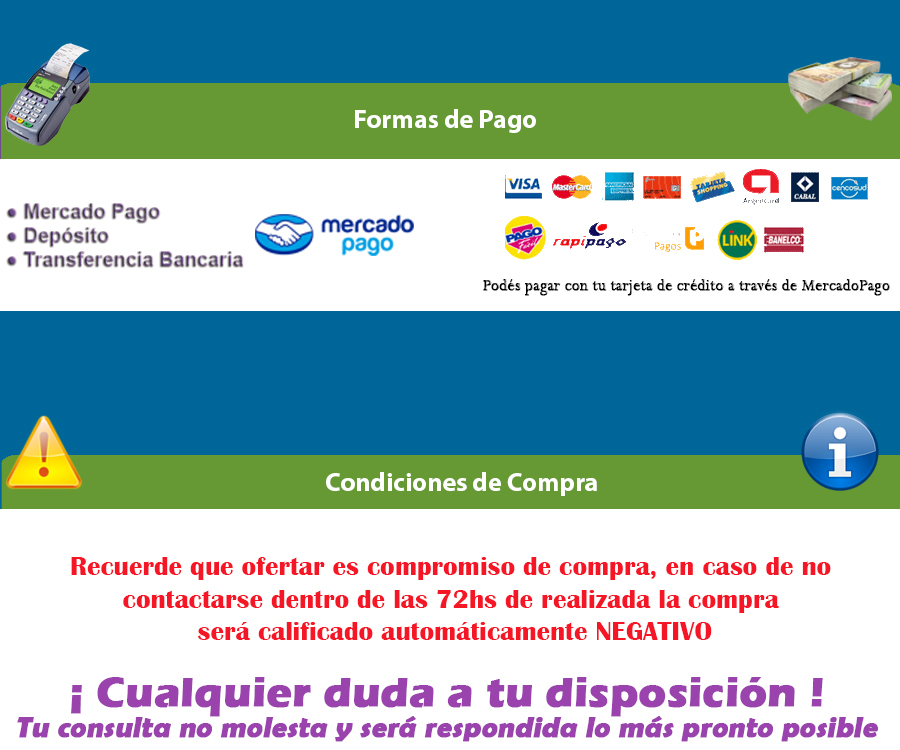 Formas de Pago
Mercado Pago
Depósito
Transferencia Bancaria
mercado
pago
VISA
MasterCard
TARJETA
SHOPPING
ArgenCard
CABAL
cencosud
PAGO
fácil
rapipago
Pagos
LINK
BANELCO
Podés pagar con tu tarjeta de crédito a través de MercadoPago
Condiciones de Compra
Recuerde que ofertar es compromiso de compra, en caso de no
contactarse dentro de las 72hs de realizada la compra
será calificado automáticamente NEGATIVO
¡ Cualquier duda a tu disposición !
Tu consulta no molesta y será respondida lo más pronto posible